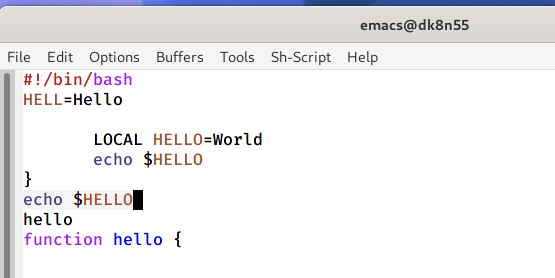 emacs@dk8n55
File Edit Options Buffers Tools Sh-Script Help
#!/bin/bash
HELL=Hello
LOCAL HELLO=World
echo $HELLO
}
echo $HELLO
hello
function hello {